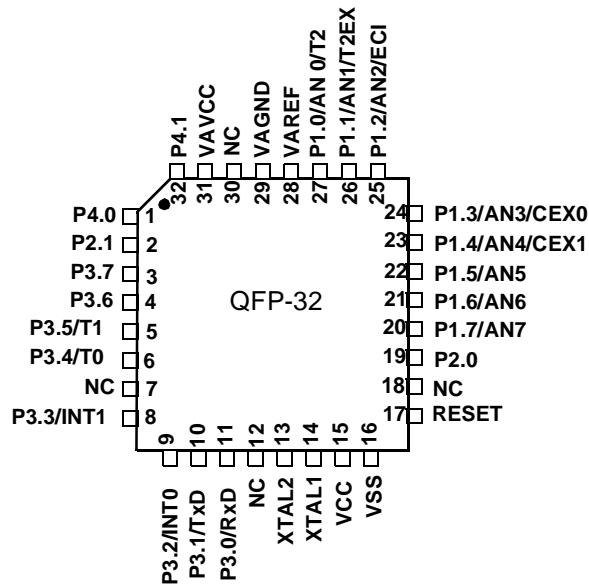 P4.1
VAVCC
NC
VAGND
VAREF
P1.0/AN 0/T2
P1.1/AN1/T2EX
P1.2/AN2/ECI
32
31
30
29
28
27
26
25
P4.0 1
P2.1 2
P3.7 3
P3.6 4
P3.5/T1 5
P3.4/T0 6
NC 7
P3.3/INT1 8
QFP-32
24 P1.3/AN3/CEX0
23 P1.4/AN4/CEX1
22 P1.5/AN5
21 P1.6/AN6
20 P1.7/AN7
19 P2.0
18 NC
17 RESET
9
10
11
12
13
14
15
16
P3.2/INT0
P3.1/TxD
P3.0/RxD
NC
XTAL2
XTAL1
VCC
VSS